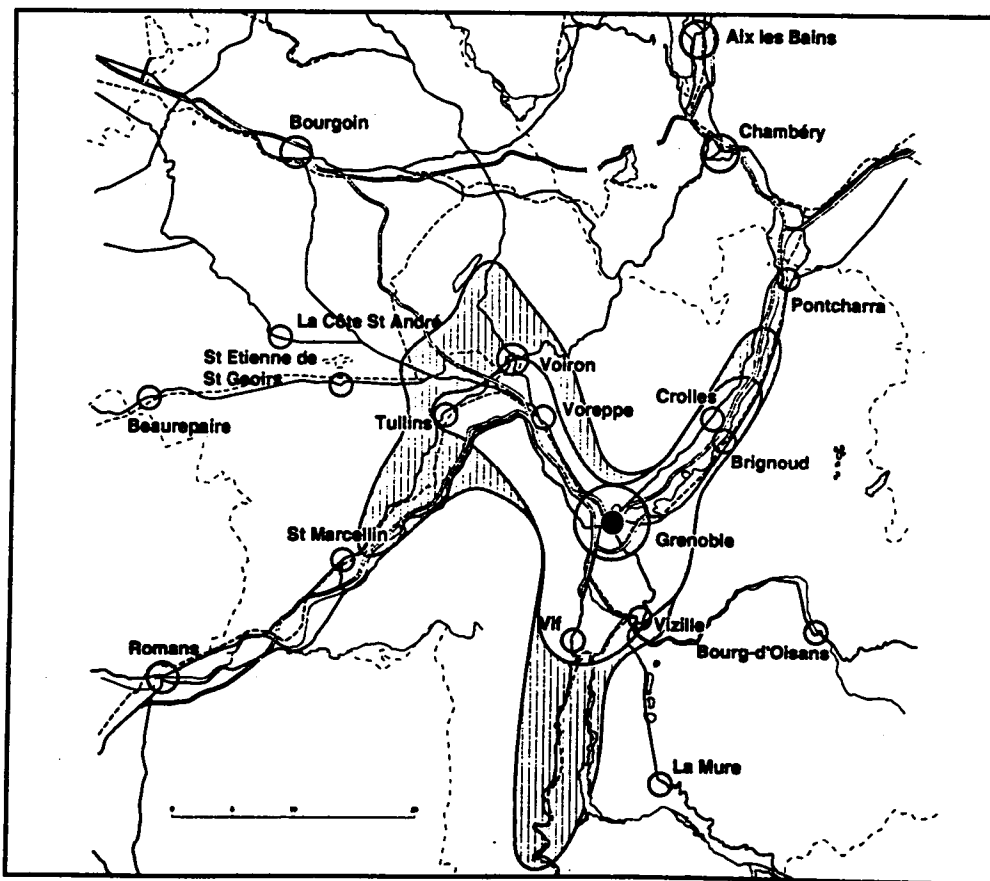 Aix les Bains
Bourgoin
Chambéry
Pontcharra
La Côte St André
St Etienne de
St Geoirs
Voiron
Beaurepaire
Tullins
Voreppe
Crolles
Brignoud
St Marcellin
Grenoble
Vif
Vizille
Romans
Bourg-d'Oisans
La Mure